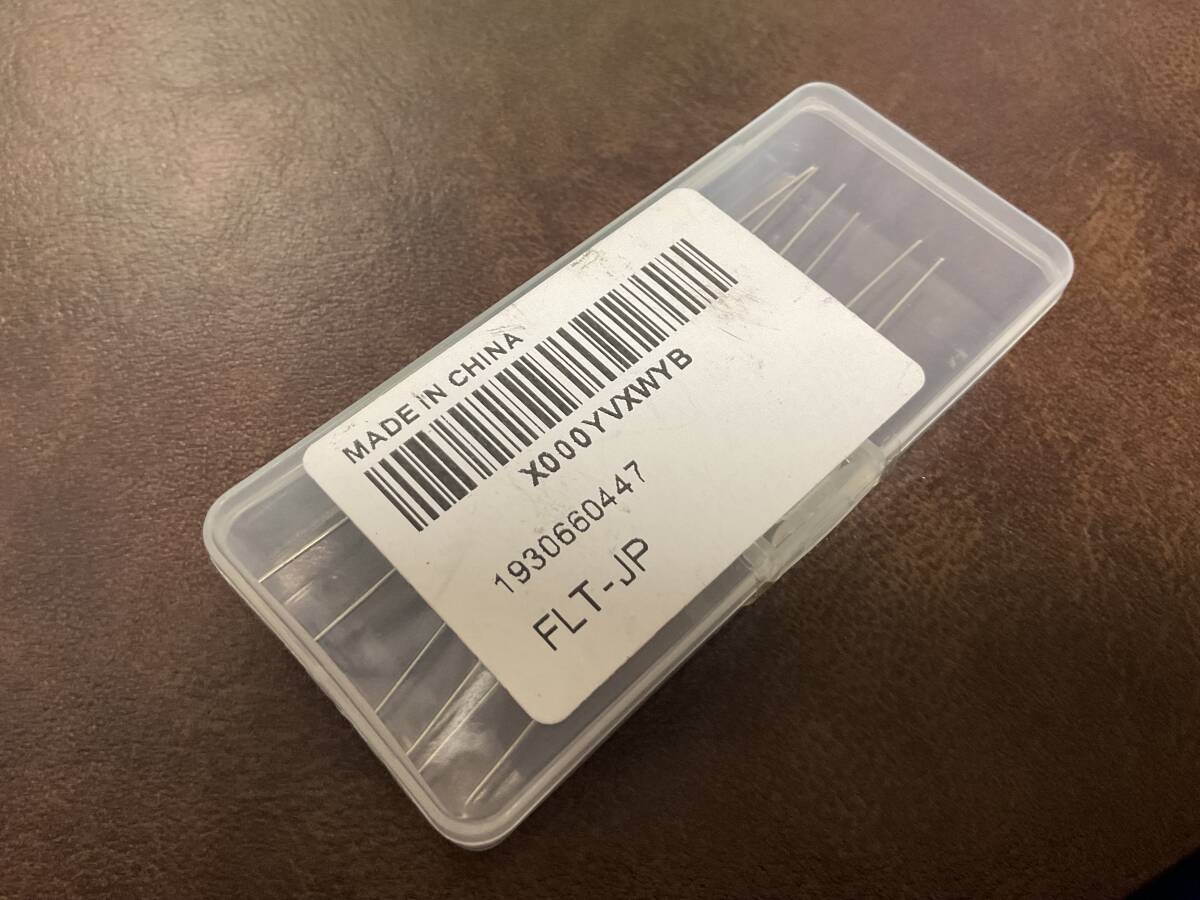 MADE IN CHINA
X000YVXWYB
1930660447
FLT-JP